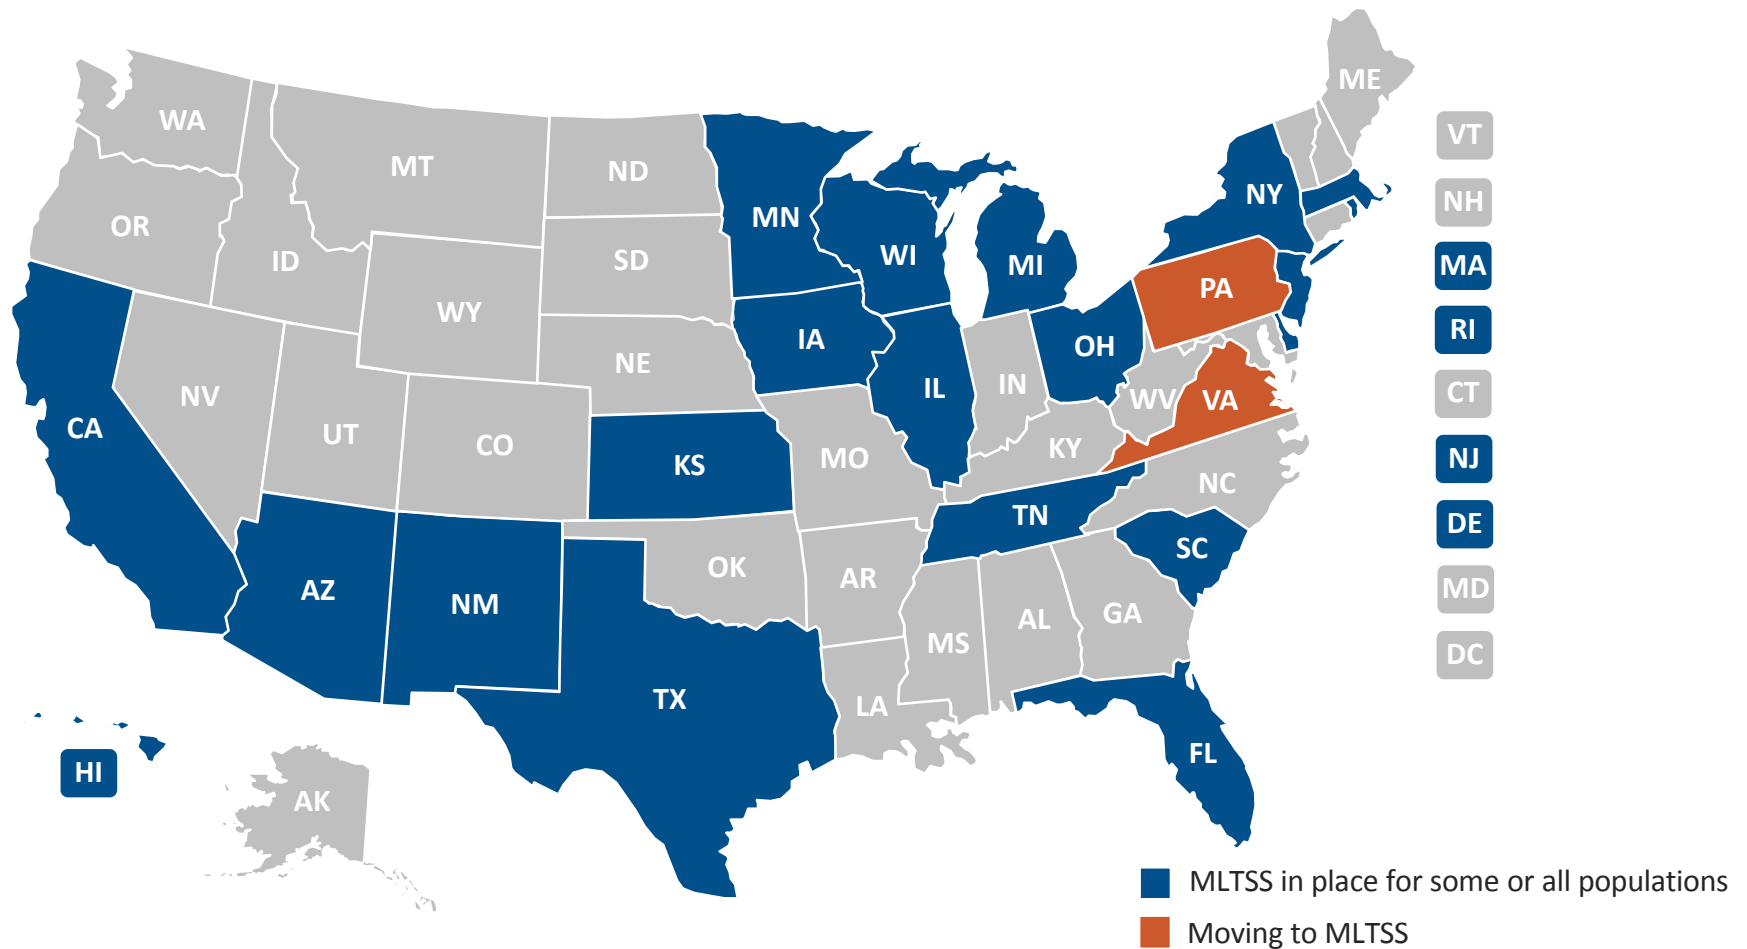 ME
WA
VT
MT
ND
NH
NY
MN
OR
WI
SD
ID
MI
MA
PA
WY
RI
IA
OH
NE
IN
IL
CT
NV
WV
VA
CA
UT
CO
KY
MO
KS
NJ
NC
TN
DE
SC
OK
AR
AZ
MD
NM
GA
AL
MS
DC
TX
LA
FL
HI
AK
MLTSS in place for some or all populations
Moving to MLTSS